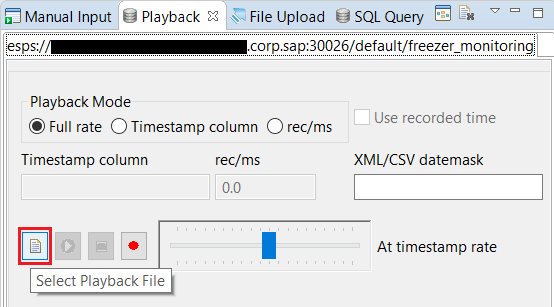 Manual Input Playback File Upload SQL Query
esps:// .corp.sap:30026/default/freezer_monitoring
Playback Mode
Full rate Timestamp column rec/ms
Use recorded time
Timestamp column rec/ms XML/CSV datemask
0.0
At timestamp rate
Select Playback File